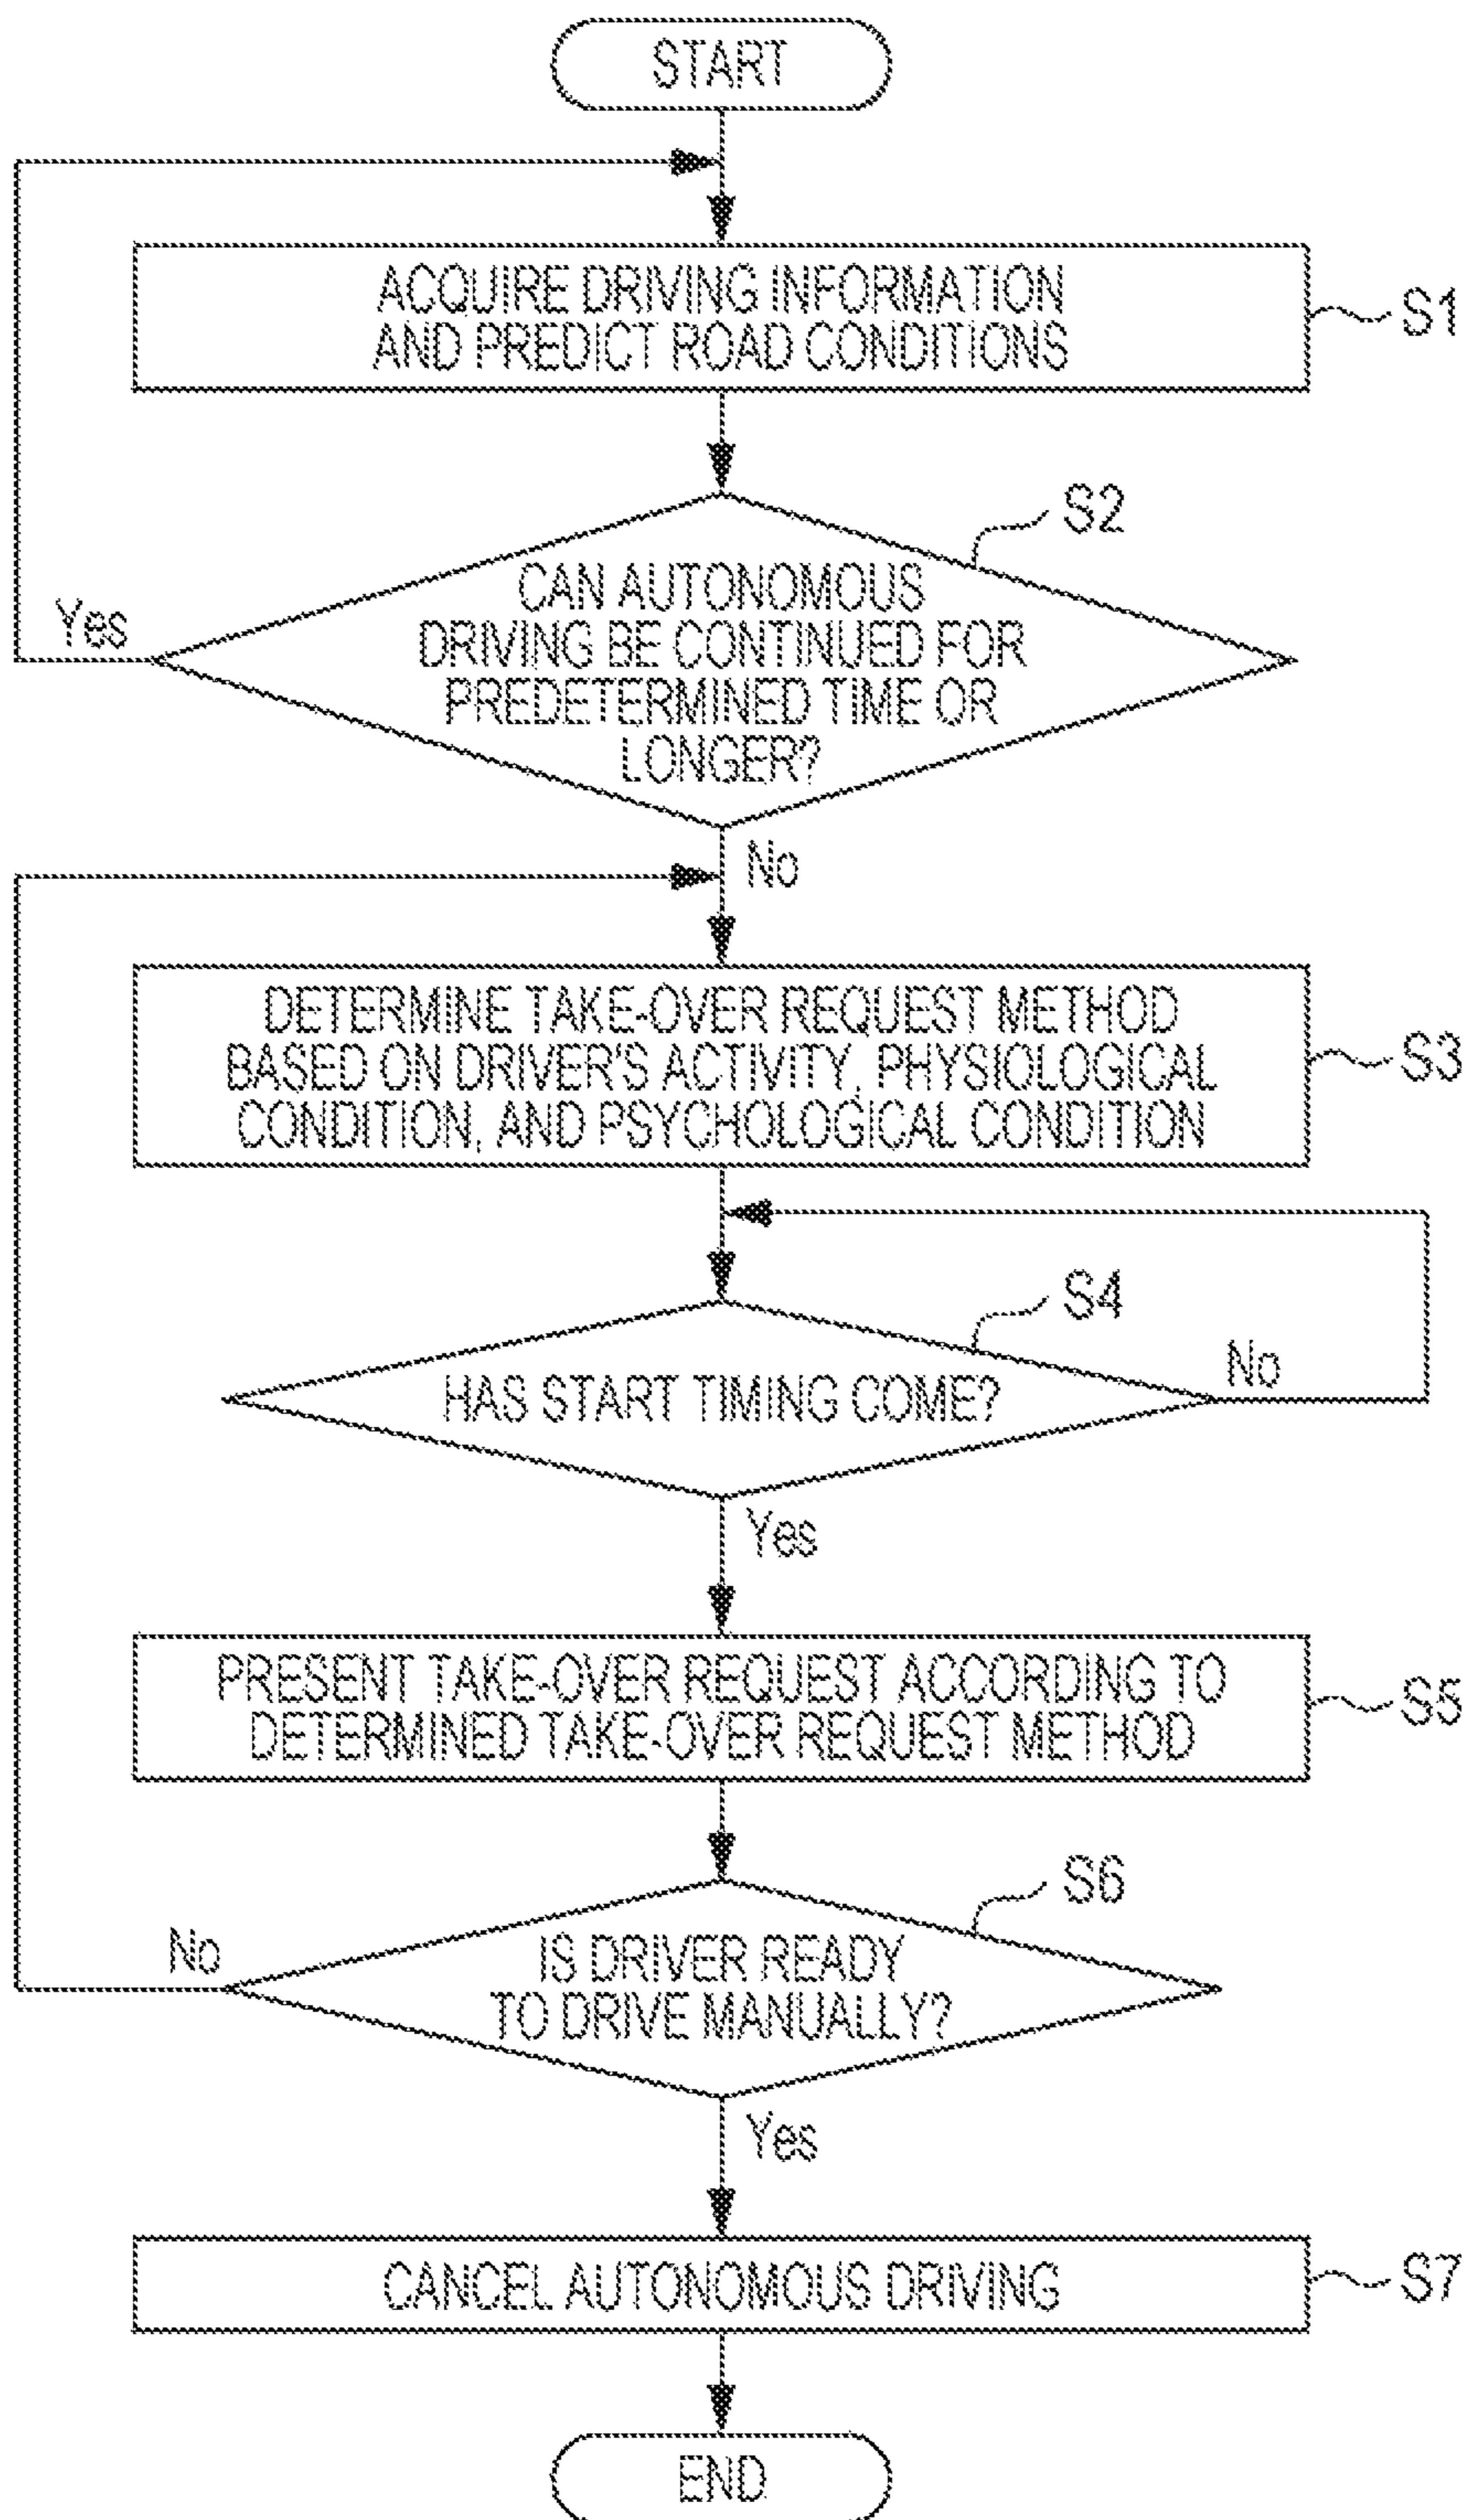 START
ACQUIRE DRIVING INFORMATION
AND PREDICT ROAD CONDITIONS
S1
S2
CAN AUTONOMOUS
DRIVING BE CONTINUED FOR
PREDETERMINED TIME OR
LONGER?
Yes
No
DETERMINE TAKE-OVER REQUEST METHOD
BASED ON DRIVER'S ACTIVITY, PHYSIOLOGICAL
CONDITION, AND PSYCHOLOGICAL CONDITION
S3
S4
HAS START TIMING COME?
No
Yes
PRESENT TAKE-OVER REQUEST ACCORDING TO
DETERMINED TAKE-OVER REQUEST METHOD
S5
S6
IS DRIVER READY
TO DRIVE MANUALLY?
No
Yes
CANCEL AUTONOMOUS DRIVING
S7
END